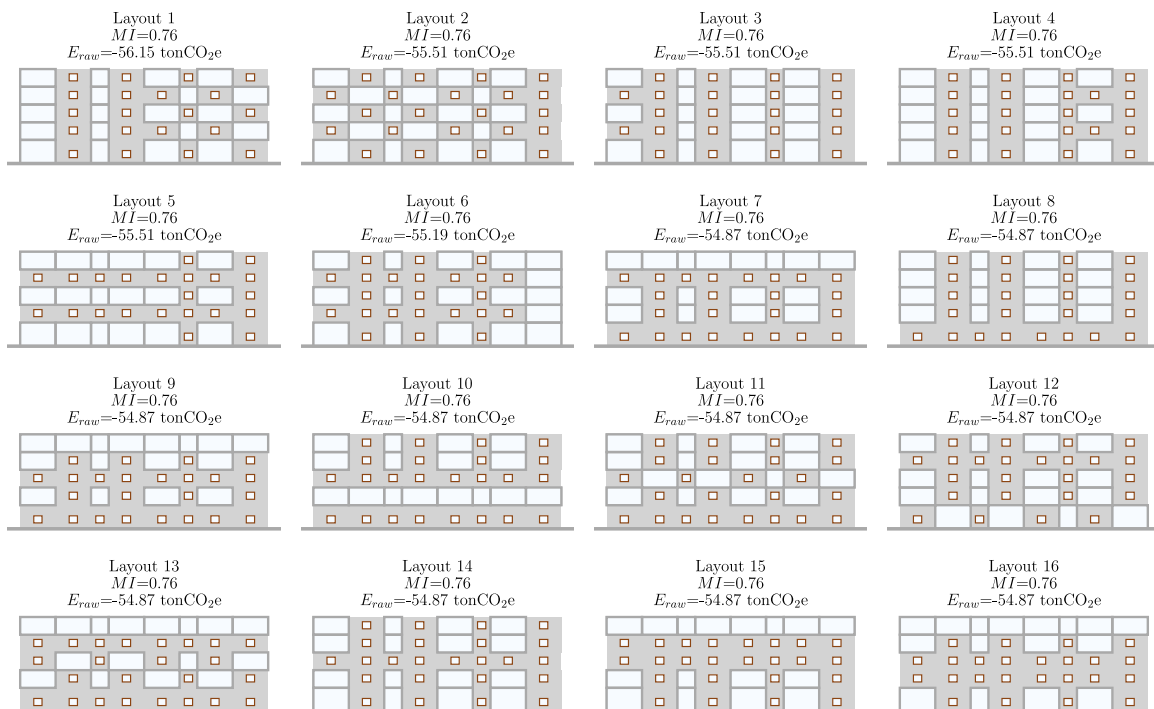 Layout 1
MI=0.76
E_raw=-56.15 tonCO₂e
Layout 2
MI=0.76
E_raw=-55.51 tonCO₂e
Layout 3
MI=0.76
E_raw=-55.51 tonCO₂e
Layout 4
MI=0.76
E_raw=-55.51 tonCO₂e
Layout 5
MI=0.76
E_raw=-55.51 tonCO₂e
Layout 6
MI=0.76
E_raw=-55.19 tonCO₂e
Layout 7
MI=0.76
E_raw=-54.87 tonCO₂e
Layout 8
MI=0.76
E_raw=-54.87 tonCO₂e
Layout 9
MI=0.76
E_raw=-54.87 tonCO₂e
Layout 10
MI=0.76
E_raw=-54.87 tonCO₂e
Layout 11
MI=0.76
E_raw=-54.87 tonCO₂e
Layout 12
MI=0.76
E_raw=-54.87 tonCO₂e
Layout 13
MI=0.76
E_raw=-54.87 tonCO₂e
Layout 14
MI=0.76
E_raw=-54.87 tonCO₂e
Layout 15
MI=0.76
E_raw=-54.87 tonCO₂e
Layout 16
MI=0.76
E_raw=-54.87 tonCO₂e